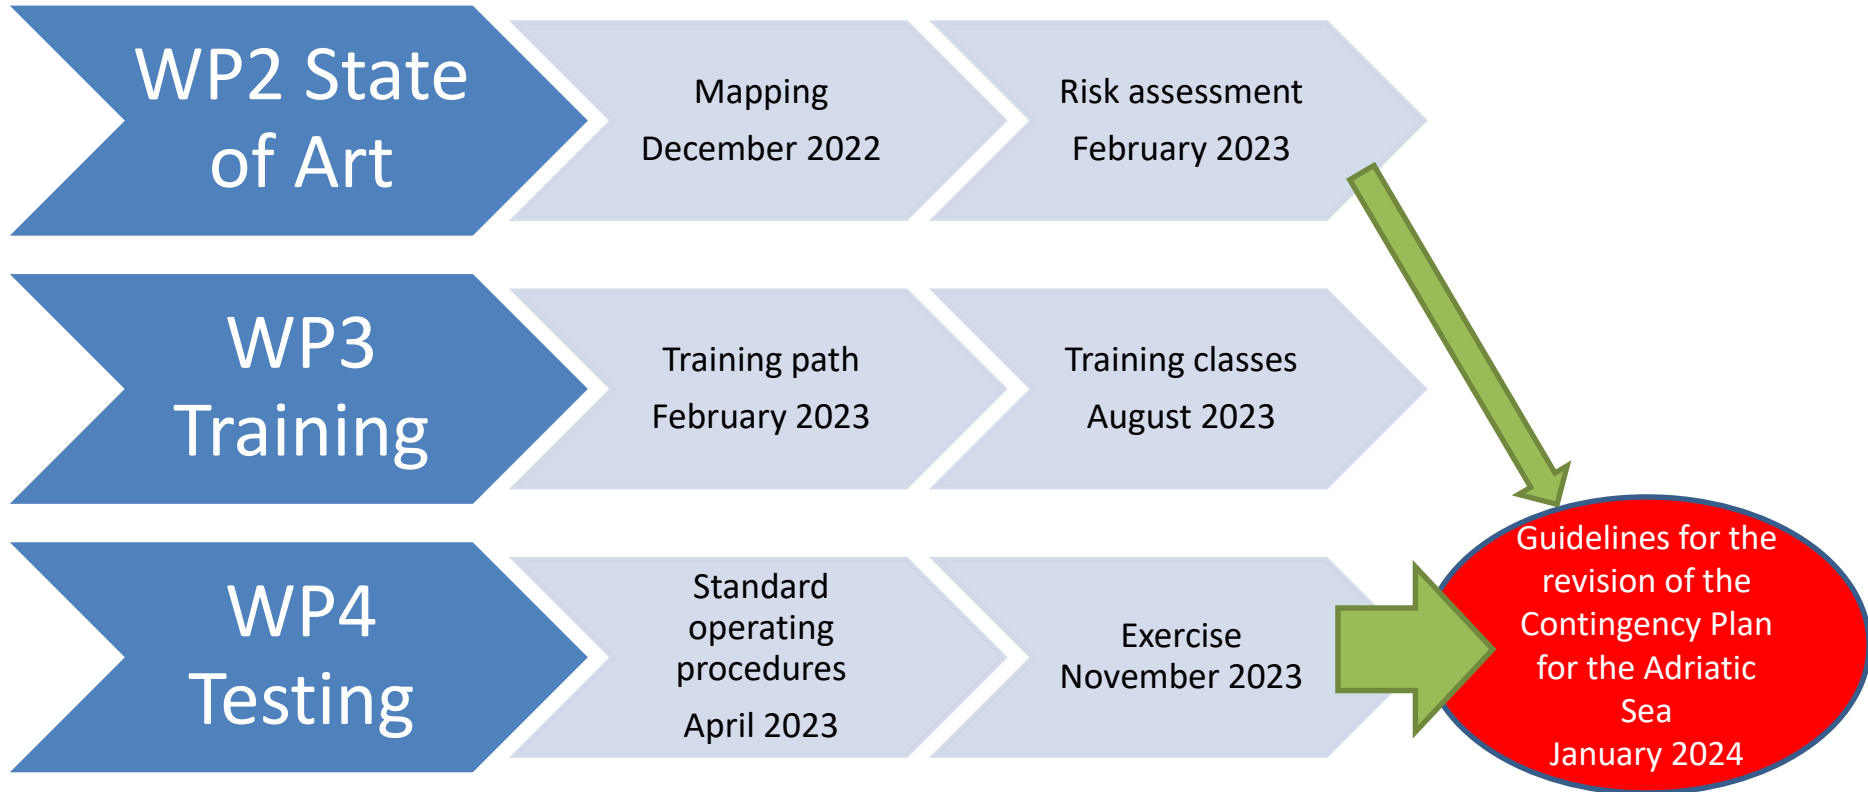 WP2 State
of Art
Mapping
December 2022
Risk assessment
February 2023
WP3
Training
Training path
February 2023
Training classes
August 2023
WP4
Testing
Standard
operating
procedures
April 2023
Exercise
November 2023
Guidelines for the
revision of the
Contingency Plan
for the Adriatic
Sea
January 2024